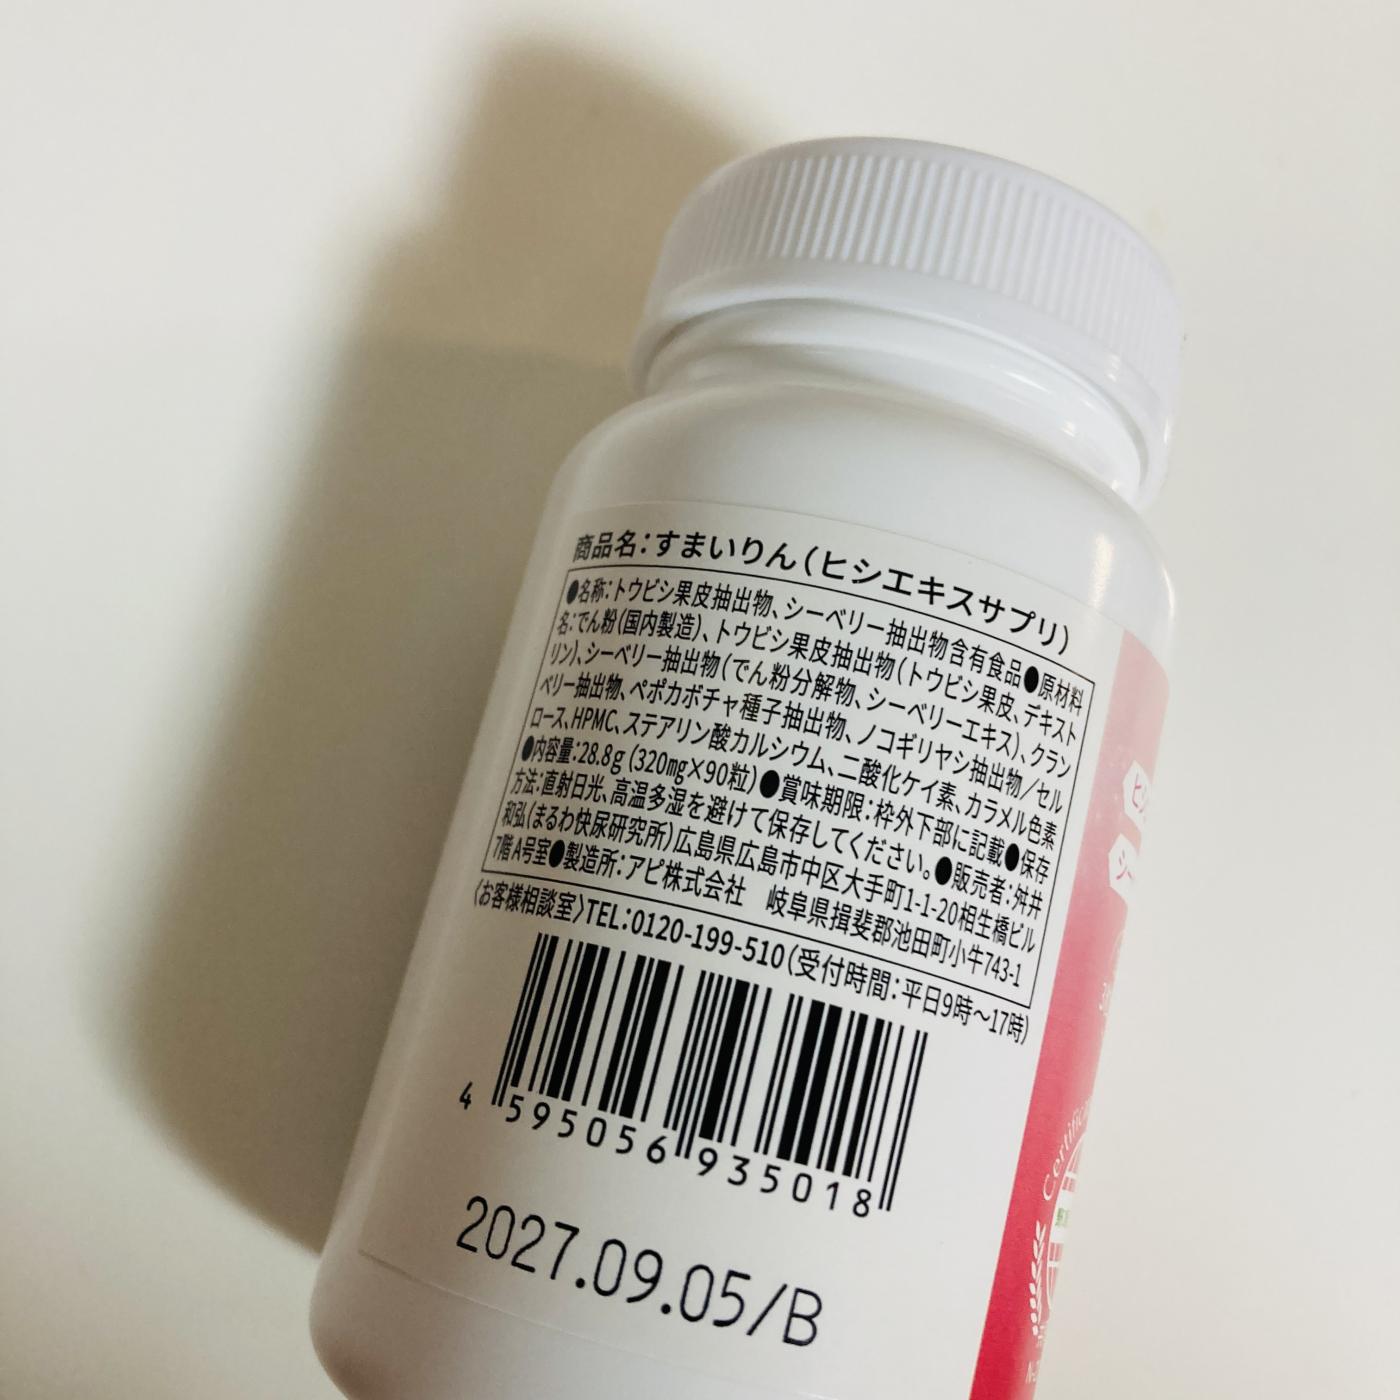 商品名：すまいりん（ヒシエキスサプリ）
●名称：トウビシ果皮抽出物、シーベリー抽出物含有食品●原材料
名：でん粉（国内製造）、トウビシ果皮抽出物（トウビシ果皮、デキスト
リン）、シーベリー抽出物（でん粉分解物、シーベリーエキス）、クラン
ベリー抽出物、ペポカボチャ種子抽出物、ノコギリヤシ抽出物／セル
ロース、HPMC、ステアリン酸カルシウム、二酸化ケイ素、カラメル色素
●内容量：28.8g（320mg×90粒）●賞味期限：枠外下部に記載●保存
方法：直射日光、高温多湿を避けて保存してください。●販売者：舛井
和弘（まるわ快尿研究所）広島県広島市中区大手町1-1-20相生橋ビル
7階A号室●製造所：アピ株式会社　岐阜県揖斐郡池田町小牛743-1
〈お客様相談室〉TEL：0120-199-510（受付時間：平日9時～17時）
4 595056 935018
2027.09.05/B